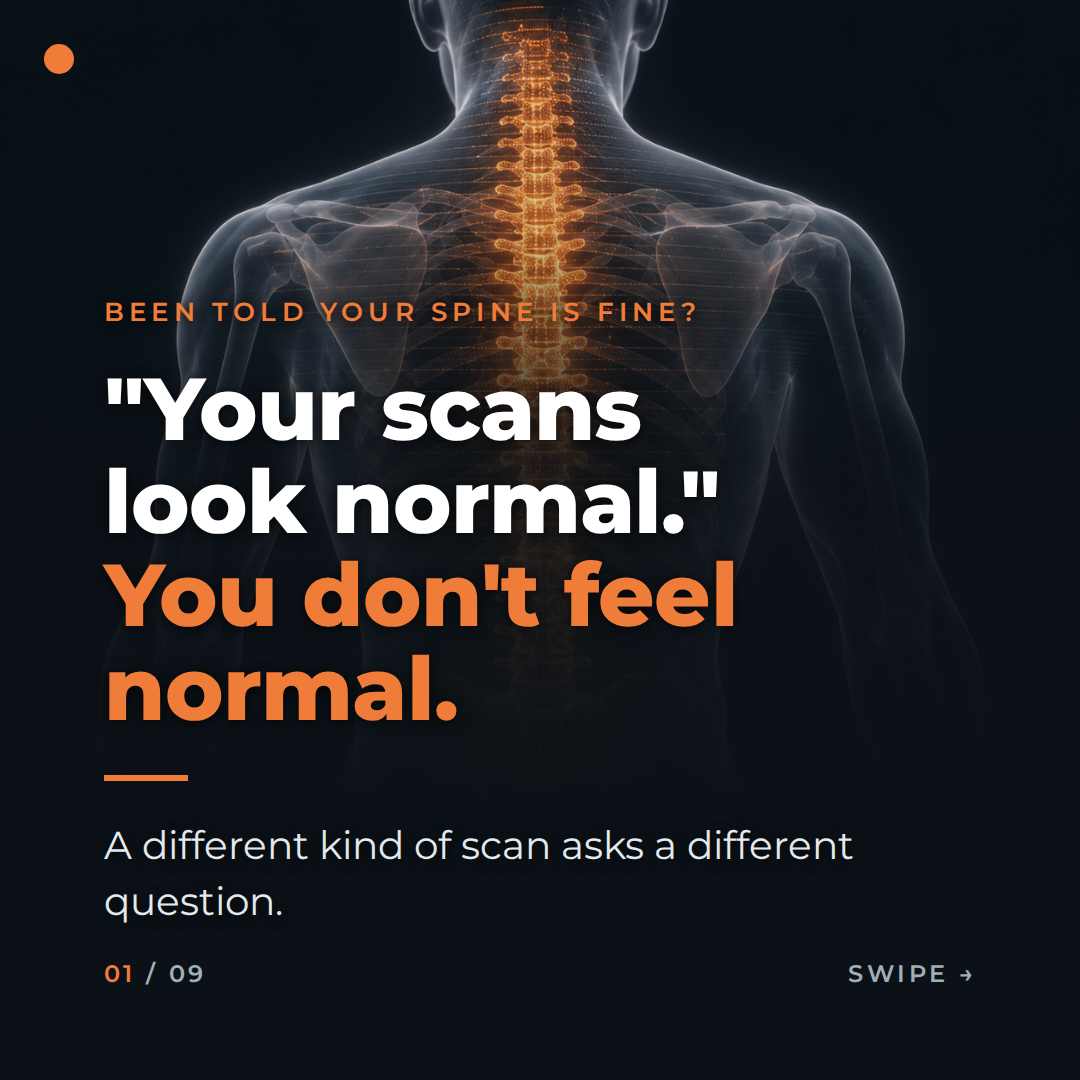 BEEN TOLD YOUR SPINE IS FINE?
"Your scans
look normal."
You don't feel
normal.
A different kind of scan asks a different
question.
01 / 09
SWIPE →